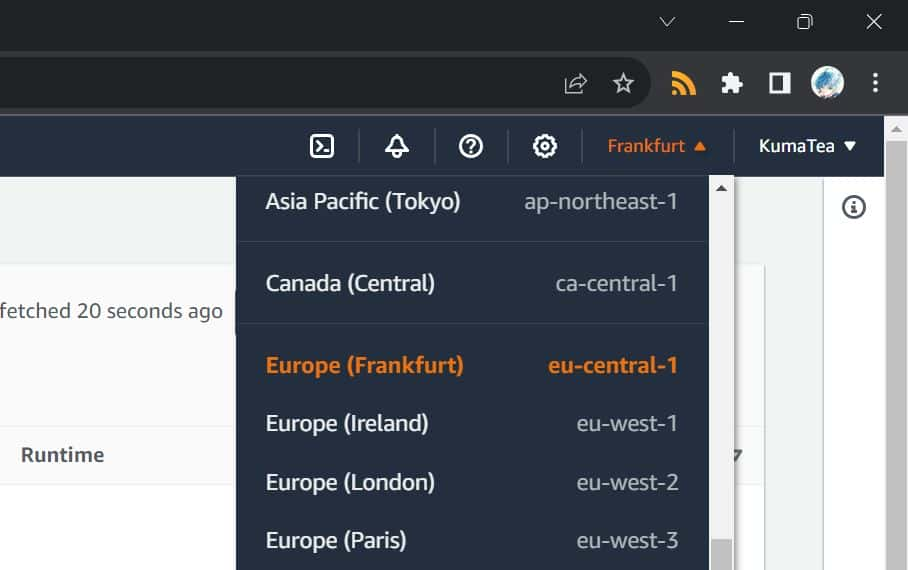 Frankfurt ▲
KumaTea ▼
Asia Pacific (Tokyo) ap-northeast-1
Canada (Central) ca-central-1
fetched 20 seconds ago
Europe (Frankfurt) eu-central-1
Europe (Ireland) eu-west-1
Runtime
Europe (London) eu-west-2
Europe (Paris) eu-west-3